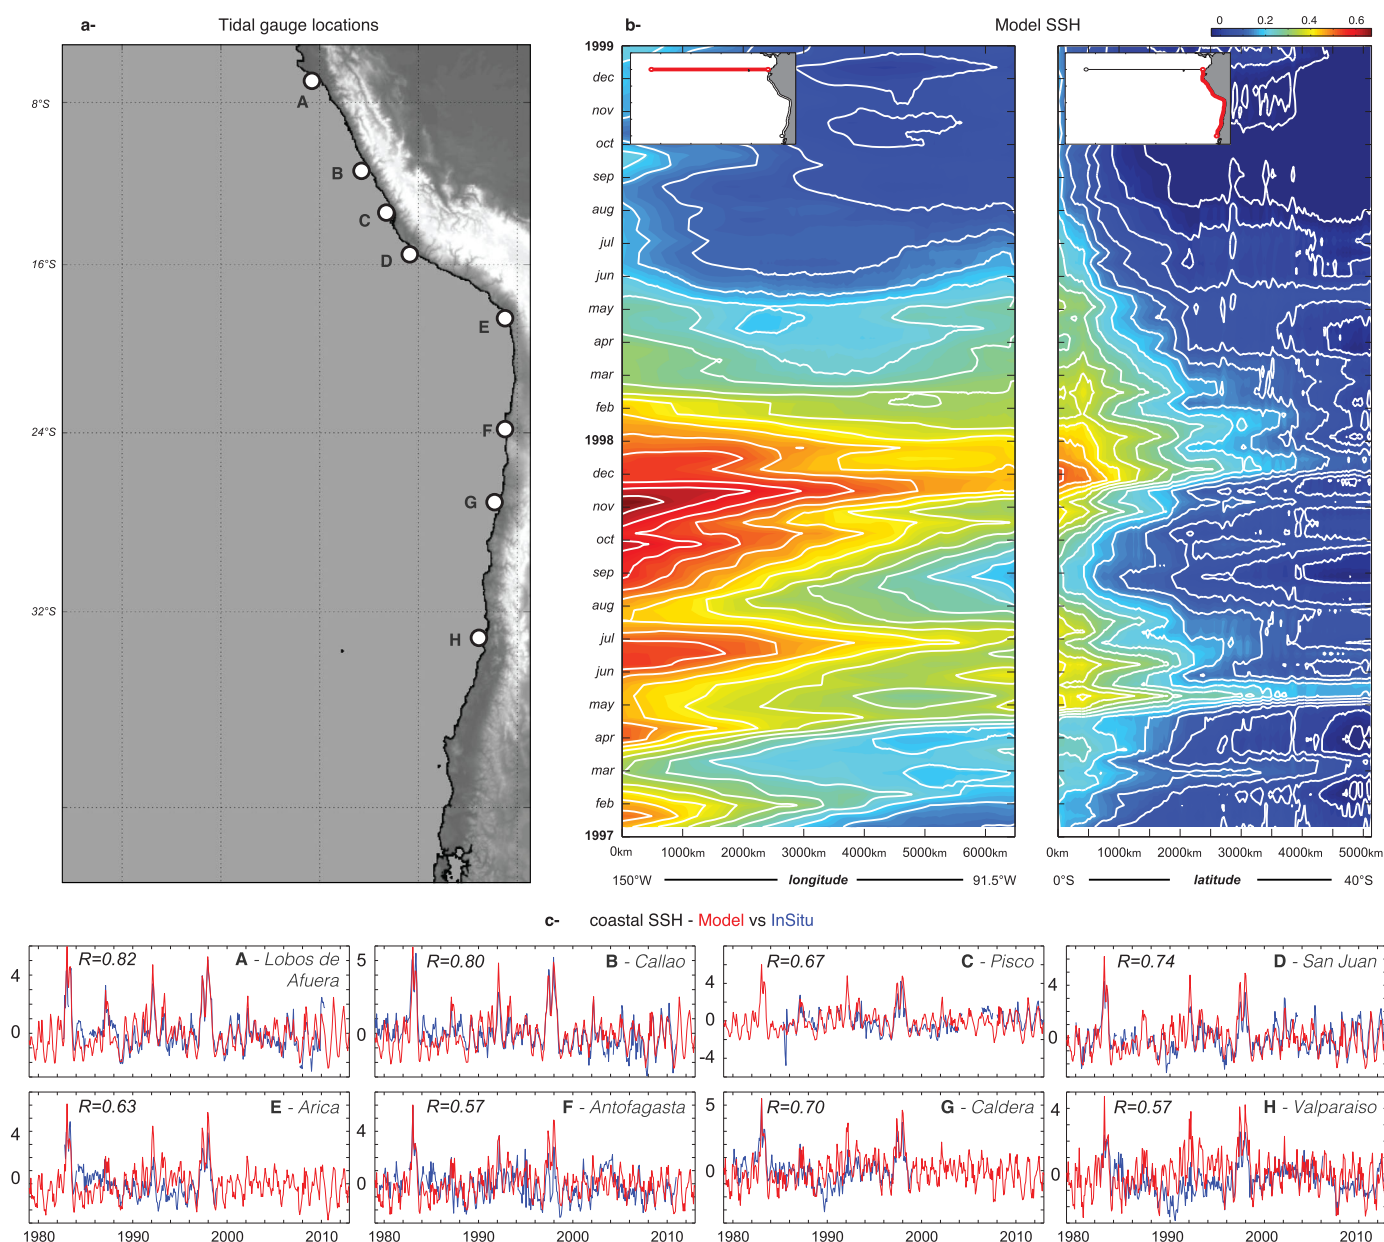 a- Tidal gauge locations
8°S
16°S
24°S
32°S
A
B
C
D
E
F
G
H
b- Model SSH
0 0.2 0.4 0.6
1999
dec
nov
oct
sep
aug
jul
jun
may
apr
mar
feb
1998
dec
nov
oct
sep
aug
jul
jun
may
apr
mar
feb
1997
0km 1000km 2000km 3000km 4000km 5000km 6000km
150°W longitude 91.5°W
0km 1000km 2000km 3000km 4000km 5000km
0°S latitude 40°S
c- coastal SSH - Model vs InSitu
R=0.82 A - Lobos de
Afuera
4
0
R=0.80 B - Callao
5
0
R=0.67 C - Pisco
4
0
-4
R=0.74 D - San Juan
4
0
R=0.63 E - Arica
4
0
1980 1990 2000 2010
R=0.57 F - Antofagasta
4
0
1980 1990 2000 2010
R=0.70 G - Caldera
5
0
1980 1990 2000 2010
R=0.57 H - Valparaiso
4
0
1980 1990 2000 2010